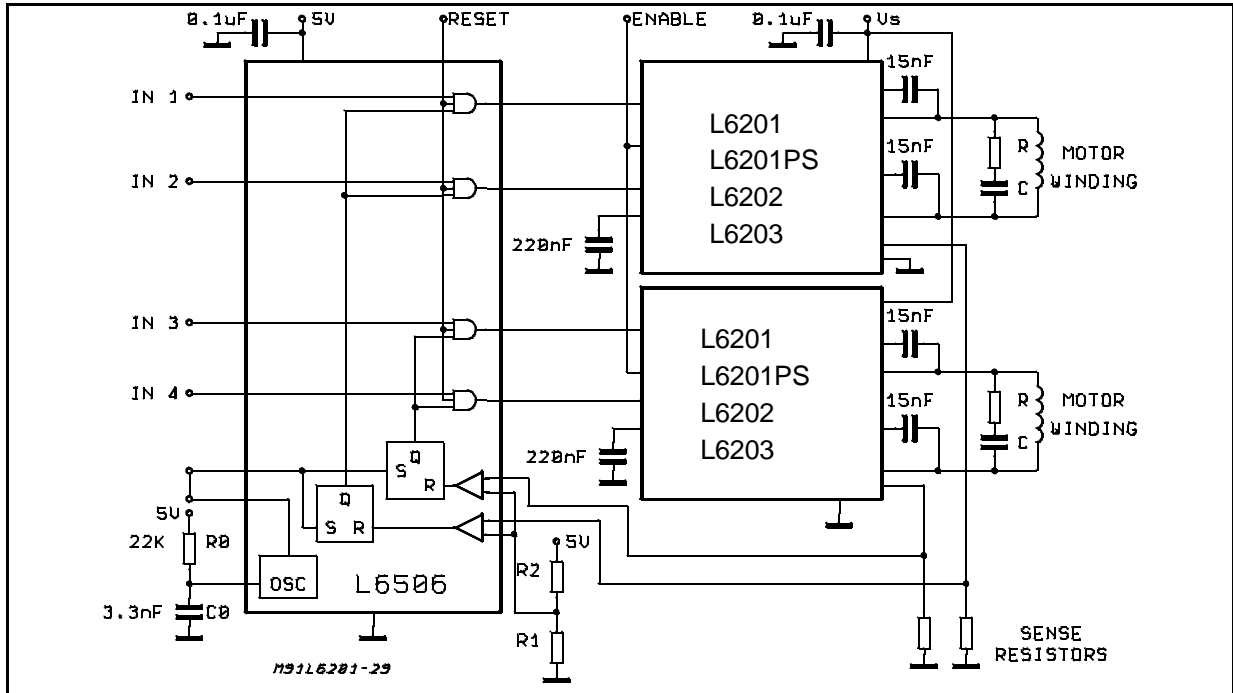 0.1uF
5V
RESET
ENABLE
0.1uF
Vs
15nF
IN 1
L6201
L6201PS
L6202
L6203
15nF
R
C
MOTOR
WINDING
IN 2
220nF
IN 3
15nF
L6201
L6201PS
L6202
L6203
IN 4
15nF
R
C
MOTOR
WINDING
220nF
Q
S
R
Q
S R
5V
22K R0
OSC
L6506
5V
R2
3.3nF C0
R1
SENSE
RESISTORS
M91L6201-29